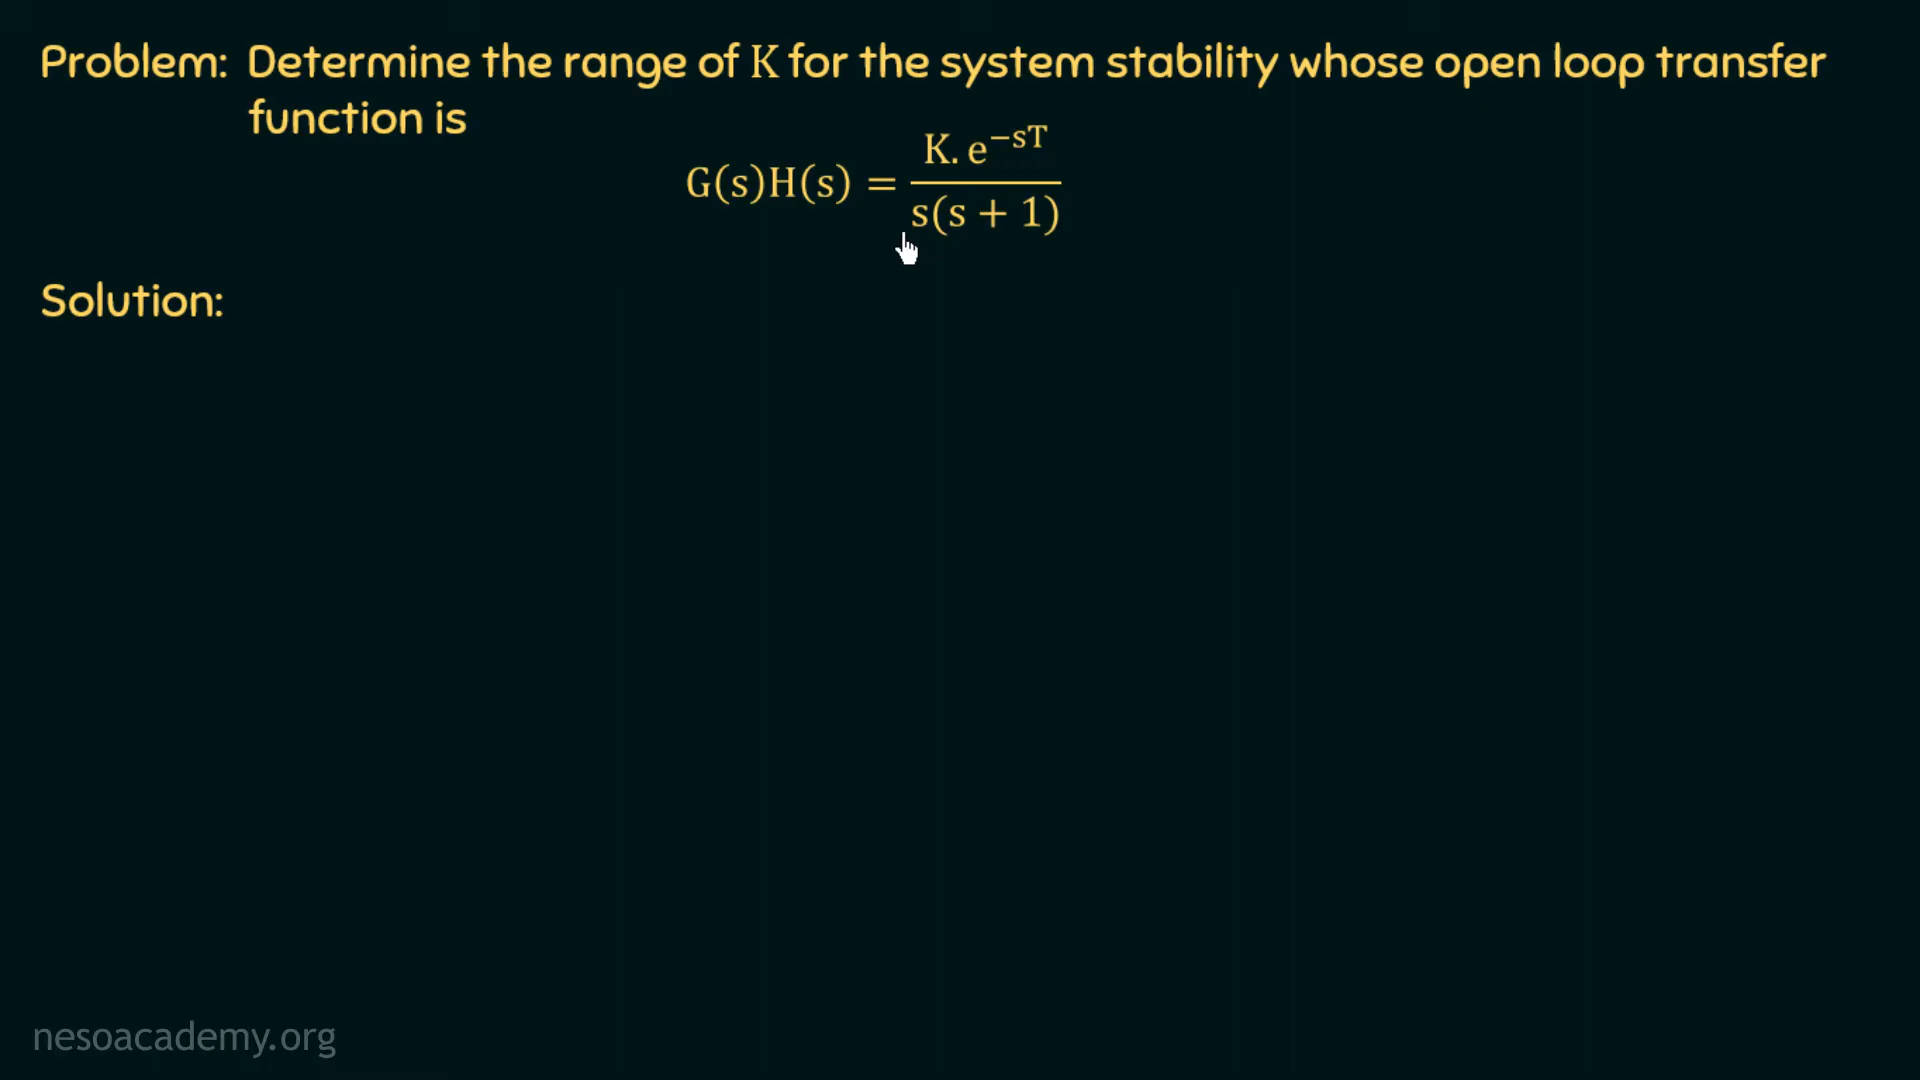 Problem: Determine the range of K for the system stability whose open loop transfer
function is
G(s)H(s) = K. e^−sT / s(s + 1)
Solution:
nesoacademy.org